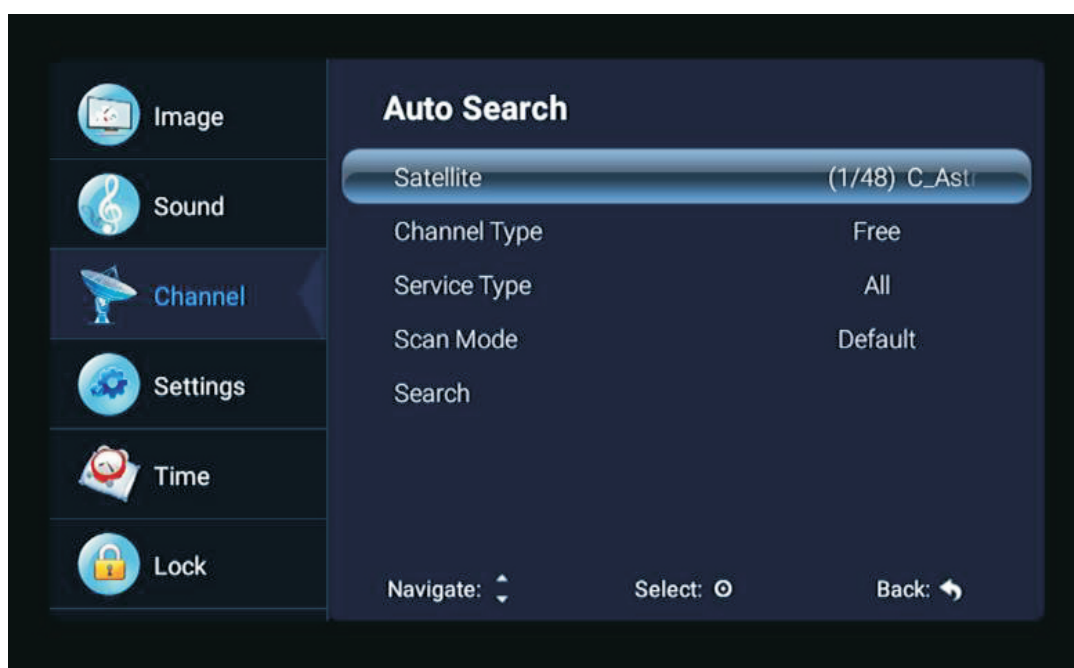 Image
Sound
Channel
Settings
Time
Lock
Auto Search
Satellite (1/48) C_Ast
Channel Type Free
Service Type All
Scan Mode Default
Search
Navigate: Select: Back: